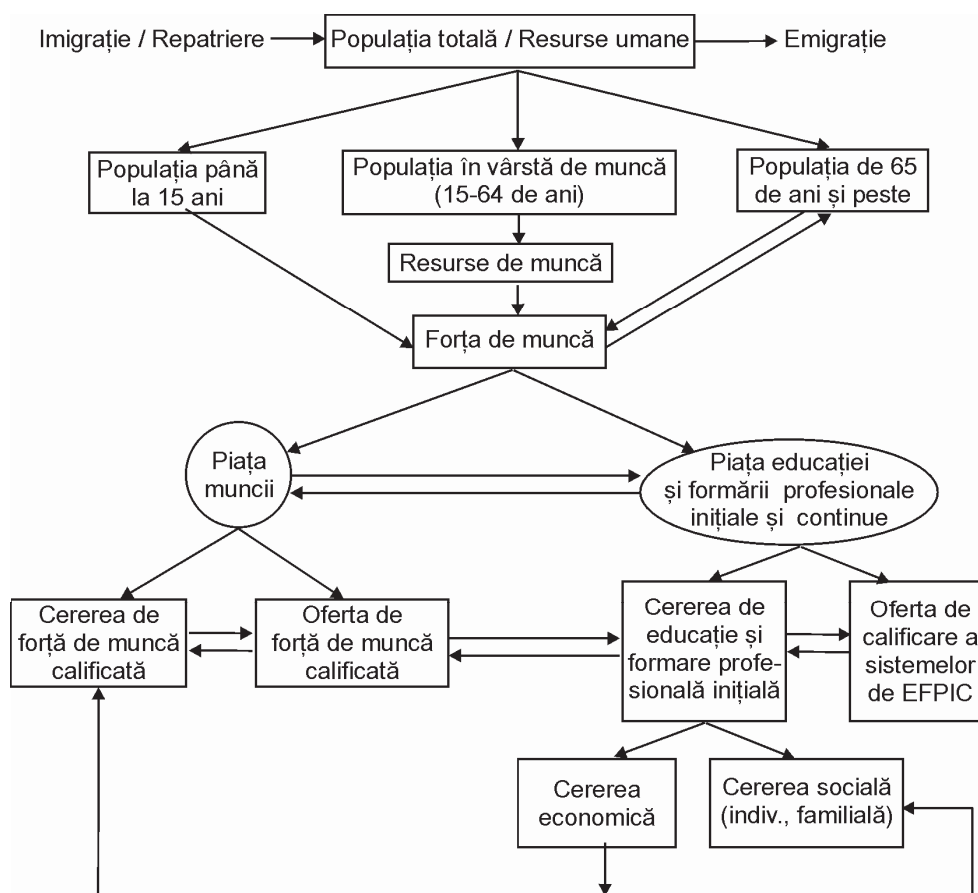 Imigrație / Repatriere
Populația totală / Resurse umane
Emigrație
Populația până
la 15 ani
Populația în vârstă de muncă
(15-64 de ani)
Populația de 65
de ani și peste
Resurse de muncă
Forța de muncă
Piața
muncii
Piața educației
și formării profesionale
inițiale și continue
Cererea de
forță de muncă
calificată
Oferta de
forță de muncă
calificată
Cererea de
educație și
formare profe-
sională inițială
Oferta de
calificare a
sistemelor
de EFPIC
Cererea
economică
Cererea socială
(indiv., familială)